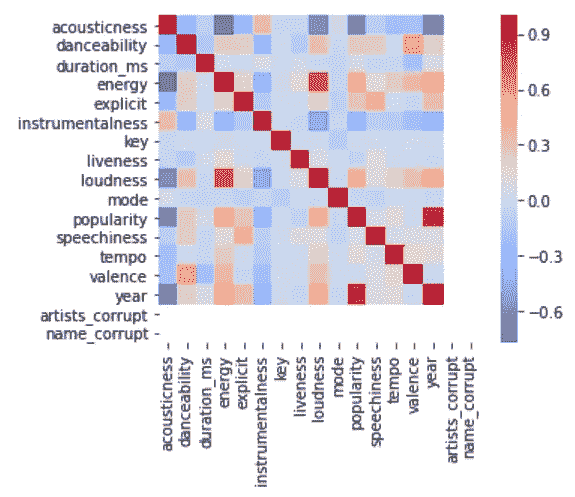 acousticness
danceability
duration_ms
energy
explicit
instrumentalness
key
liveness
loudness
mode
popularity
speechiness
tempo
valence
year
artists_corrupt
name_corrupt
acousticness
danceability
duration_ms
energy
explicit
instrumentalness
key
liveness
loudness
mode
popularity
speechiness
tempo
valence
year
artists_corrupt
name_corrupt
0.9
0.6
0.3
0.0
−0.3
−0.6